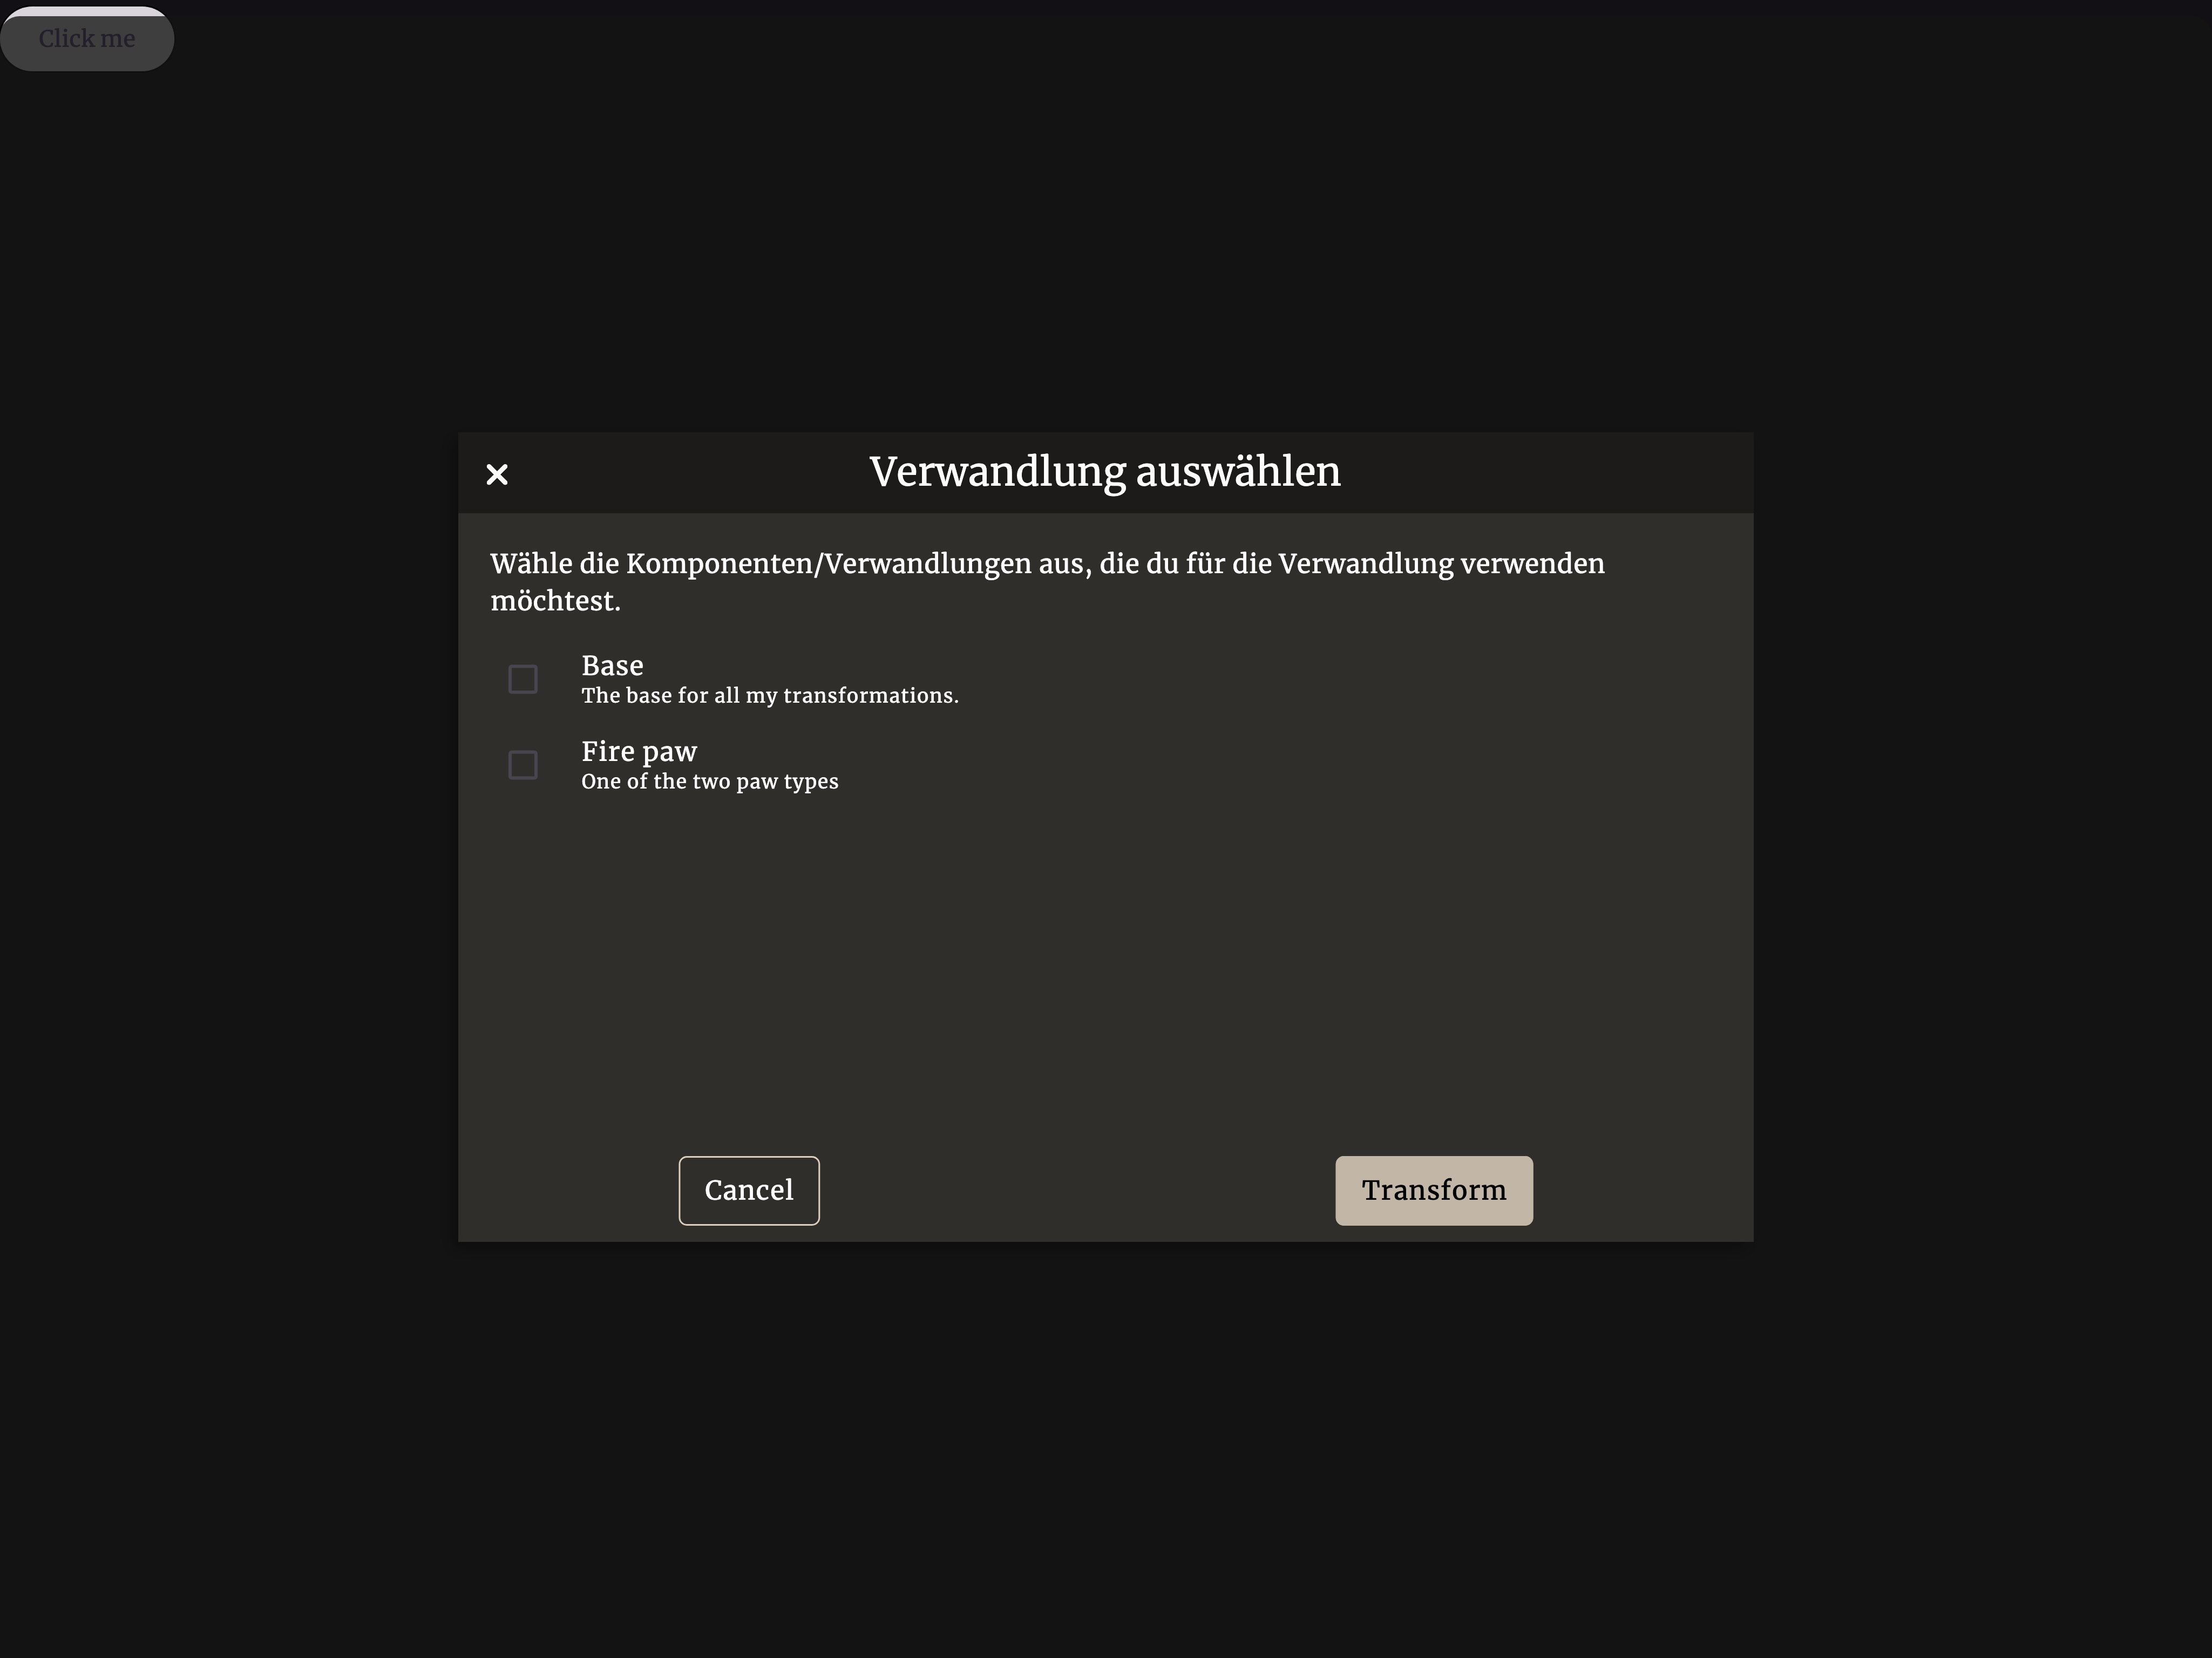 Click me
Verwandlung auswählen
Wähle die Komponenten/Verwandlungen aus, die du für die Verwandlung verwenden
möchtest.
Base
The base for all my transformations.
Fire paw
One of the two paw types
Cancel
Transform